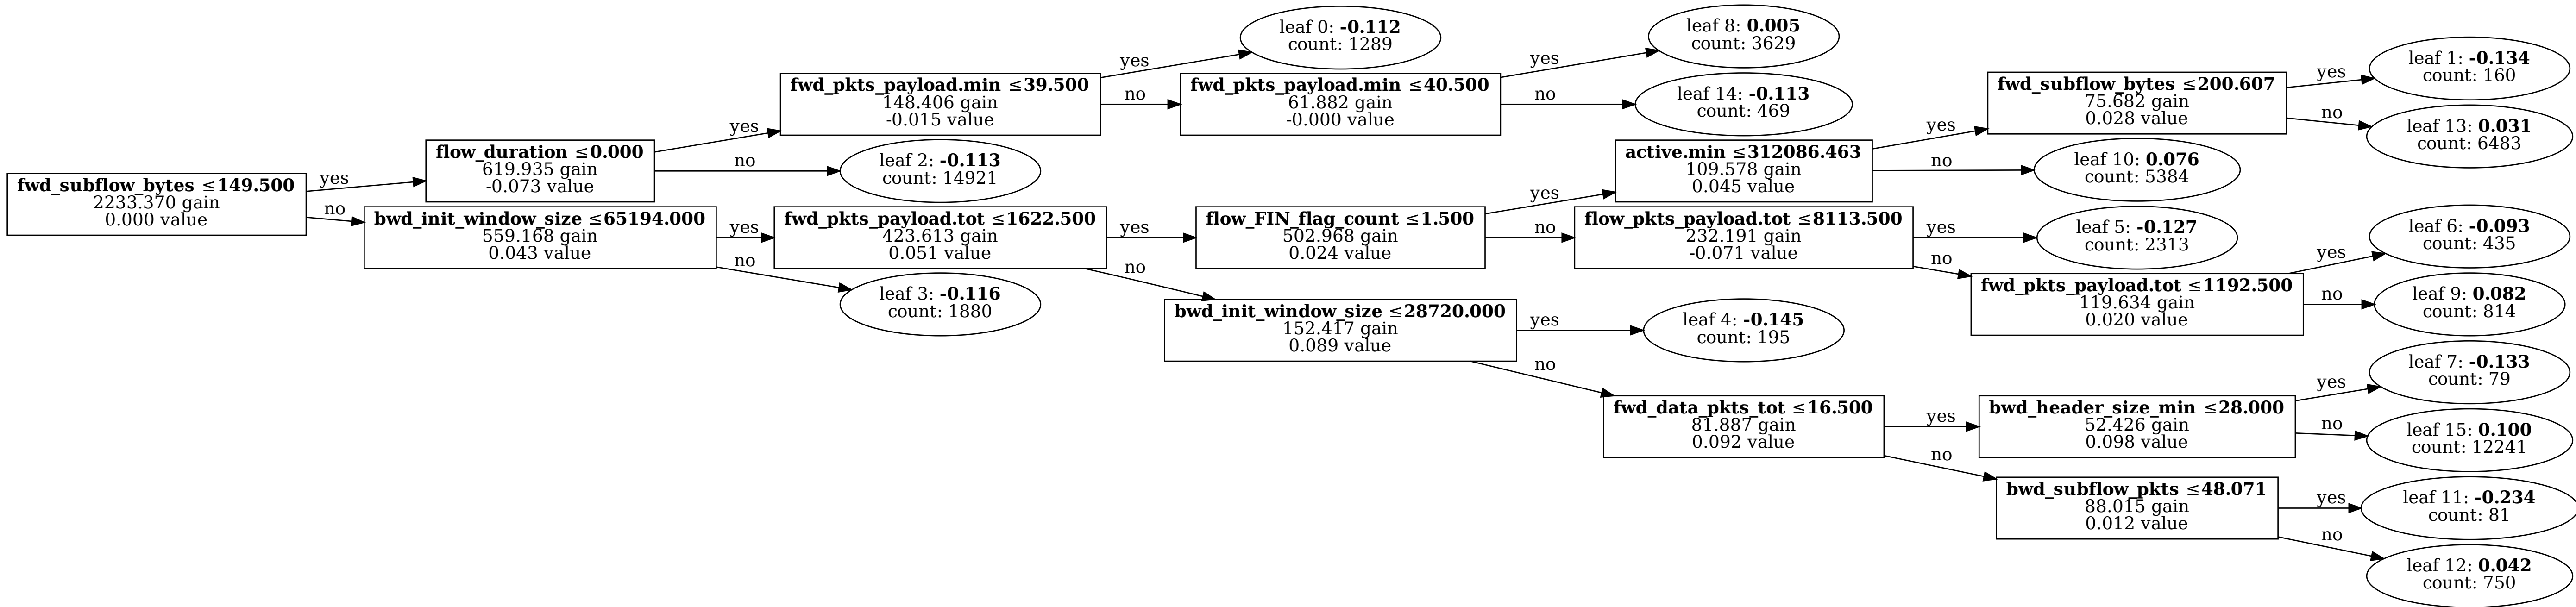 fwd_subflow_bytes ≤149.500
2233.370 gain
0.000 value
yes
no
flow_duration ≤0.000
619.935 gain
-0.073 value
yes
no
fwd_pkts_payload.min ≤39.500
148.406 gain
-0.015 value
yes
no
leaf 0: -0.112
count: 1289
fwd_pkts_payload.min ≤40.500
61.882 gain
-0.000 value
yes
no
leaf 8: 0.005
count: 3629
leaf 14: -0.113
count: 469
leaf 2: -0.113
count: 14921
bwd_init_window_size ≤65194.000
559.168 gain
0.043 value
yes
no
fwd_pkts_payload.tot ≤1622.500
423.613 gain
0.051 value
yes
no
leaf 3: -0.116
count: 1880
flow_FIN_flag_count ≤1.500
502.968 gain
0.024 value
yes
no
active.min ≤312086.463
109.578 gain
0.045 value
yes
no
fwd_subflow_bytes ≤200.607
75.682 gain
0.028 value
yes
no
leaf 1: -0.134
count: 160
leaf 13: 0.031
count: 6483
leaf 10: 0.076
count: 5384
flow_pkts_payload.tot ≤8113.500
232.191 gain
-0.071 value
yes
no
leaf 5: -0.127
count: 2313
fwd_pkts_payload.tot ≤1192.500
119.634 gain
0.020 value
yes
no
leaf 6: -0.093
count: 435
leaf 9: 0.082
count: 814
bwd_init_window_size ≤28720.000
152.417 gain
0.089 value
yes
no
leaf 4: -0.145
count: 195
fwd_data_pkts_tot ≤16.500
81.887 gain
0.092 value
yes
no
bwd_header_size_min ≤28.000
52.426 gain
0.098 value
yes
no
leaf 7: -0.133
count: 79
leaf 15: 0.100
count: 12241
bwd_subflow_pkts ≤48.071
88.015 gain
0.012 value
yes
no
leaf 11: -0.234
count: 81
leaf 12: 0.042
count: 750